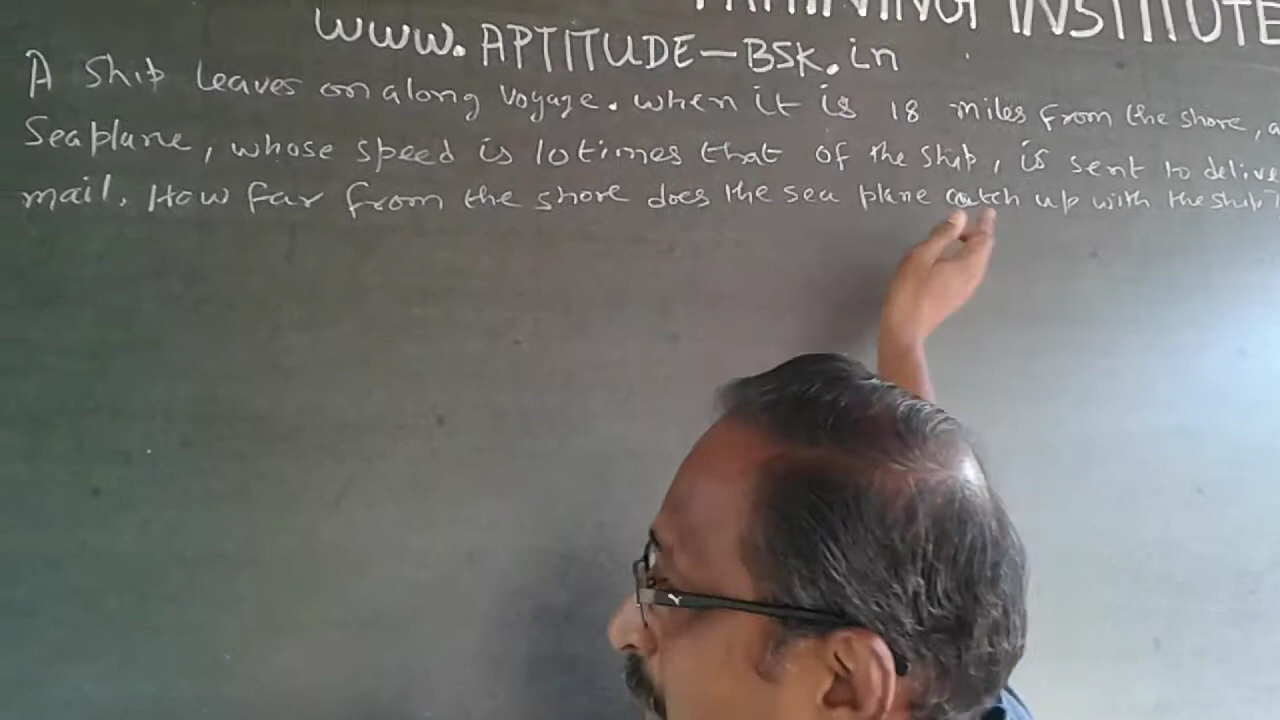 TRAINING INSTITUTE
WWW.APTITUDE-BSK.in
A Ship leaves on along Voyage. when it is 18 miles from the shore, a
Seaplane, whose speed is 10 times that of the ship, is sent to delive
mail. How far from the shore does the sea plane catch up with the ship?